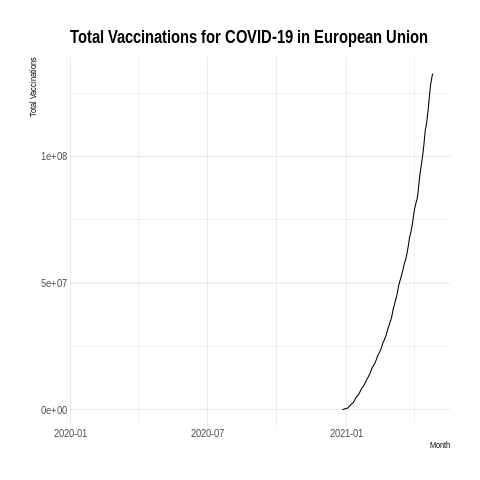 Total Vaccinations for COVID-19 in European Union
Total Vaccinations
1e+08
5e+07
0e+00
2020-01 2020-07 2021-01
Month